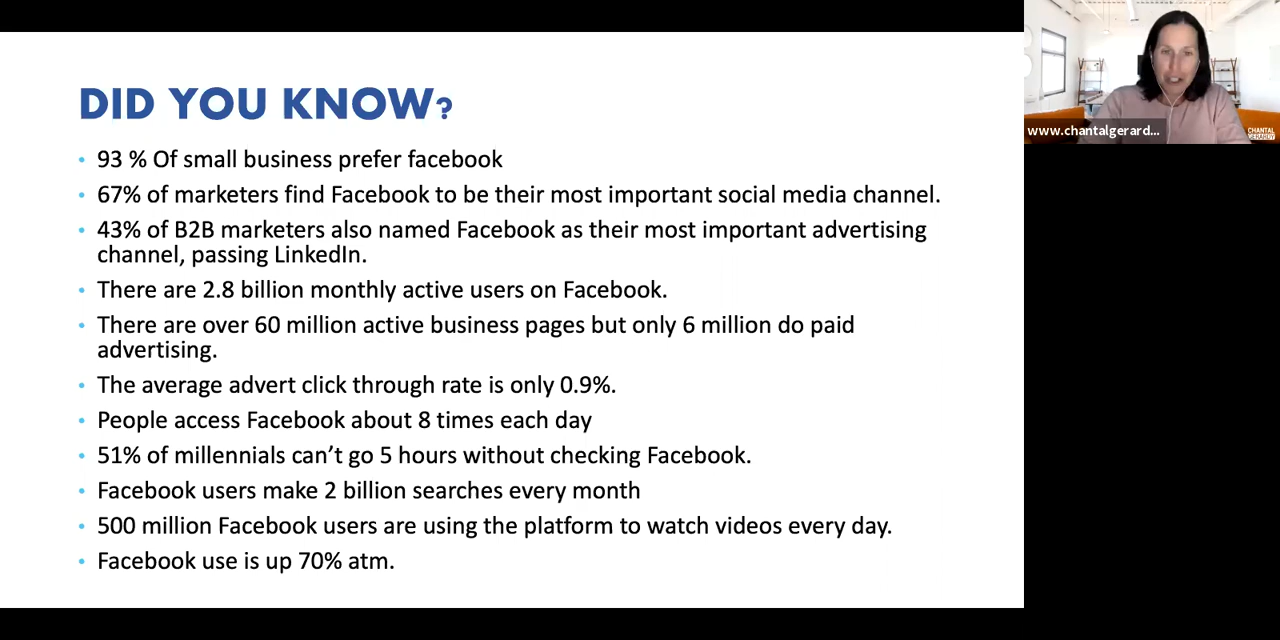 DID YOU KNOW?
• 93 % Of small business prefer facebook
• 67% of marketers find Facebook to be their most important social media channel.
• 43% of B2B marketers also named Facebook as their most important advertising
channel, passing LinkedIn.
• There are 2.8 billion monthly active users on Facebook.
• There are over 60 million active business pages but only 6 million do paid
advertising.
• The average advert click through rate is only 0.9%.
• People access Facebook about 8 times each day
• 51% of millennials can’t go 5 hours without checking Facebook.
• Facebook users make 2 billion searches every month
• 500 million Facebook users are using the platform to watch videos every day.
• Facebook use is up 70% atm.
www.chantalgerard...
CHANTAL
GERARDY